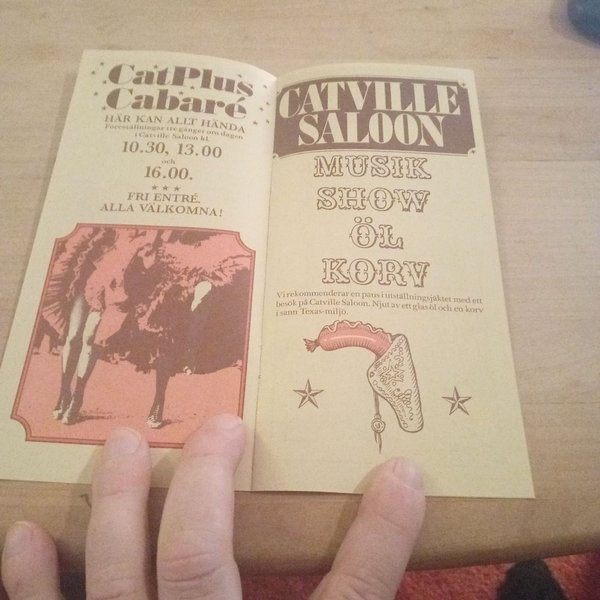 CatPlus
Cabaré
HÄR KAN ALLT HÄNDA
Föreställningar tre gånger om dagen
i Catville Saloon kl.
10.30, 13.00
och
16.00.
FRI ENTRÉ.
ALLA VÄLKOMNA!
CATVILLE
SALOON
MUSIK
SHOW
ÖL
KORV
Vi rekommenderar en paus i utställningsjäktet med ett
besök på Catville Saloon. Njut av ett glas öl och en korv
i sann Texas-miljö.